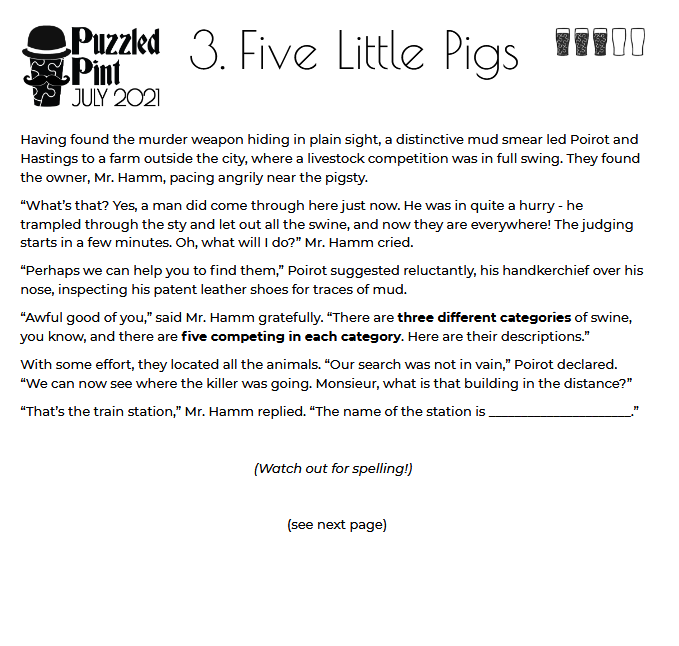 Puzzled
Pint
JULY 2021
3. Five Little Pigs
Having found the murder weapon hiding in plain sight, a distinctive mud smear led Poirot and
Hastings to a farm outside the city, where a livestock competition was in full swing. They found
the owner, Mr. Hamm, pacing angrily near the pigsty.
“What’s that? Yes, a man did come through here just now. He was in quite a hurry - he
trampled through the sty and let out all the swine, and now they are everywhere! The judging
starts in a few minutes. Oh, what will I do?” Mr. Hamm cried.
“Perhaps we can help you to find them,” Poirot suggested reluctantly, his handkerchief over his
nose, inspecting his patent leather shoes for traces of mud.
“Awful good of you,” said Mr. Hamm gratefully. “There are three different categories of swine,
you know, and there are five competing in each category. Here are their descriptions.”
With some effort, they located all the animals. “Our search was not in vain,” Poirot declared.
“We can now see where the killer was going. Monsieur, what is that building in the distance?”
“That’s the train station,” Mr. Hamm replied. “The name of the station is ______________________.”
(Watch out for spelling!)
(see next page)